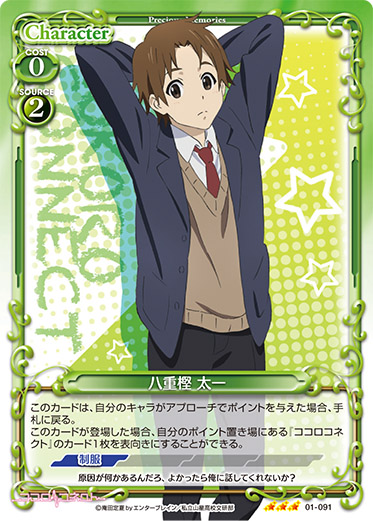 Precious Memories
Character
COST
0
SOURCE
2
KOKORO
CONNECT
八重樫 太一
このカードは、自分のキャラがアプローチでポイントを与えた場合、手
札に戻る。
このカードが登場した場合、自分のポイント置き場にある『ココロコネ
クト』のカード1枚を表向きにすることができる。
制服
原因が何かあるんだろ、よかったら俺に話してくれないか?
ココロコネクト
01-091
©庵田定夏 byエンターブレイン／私立山星高校文研部